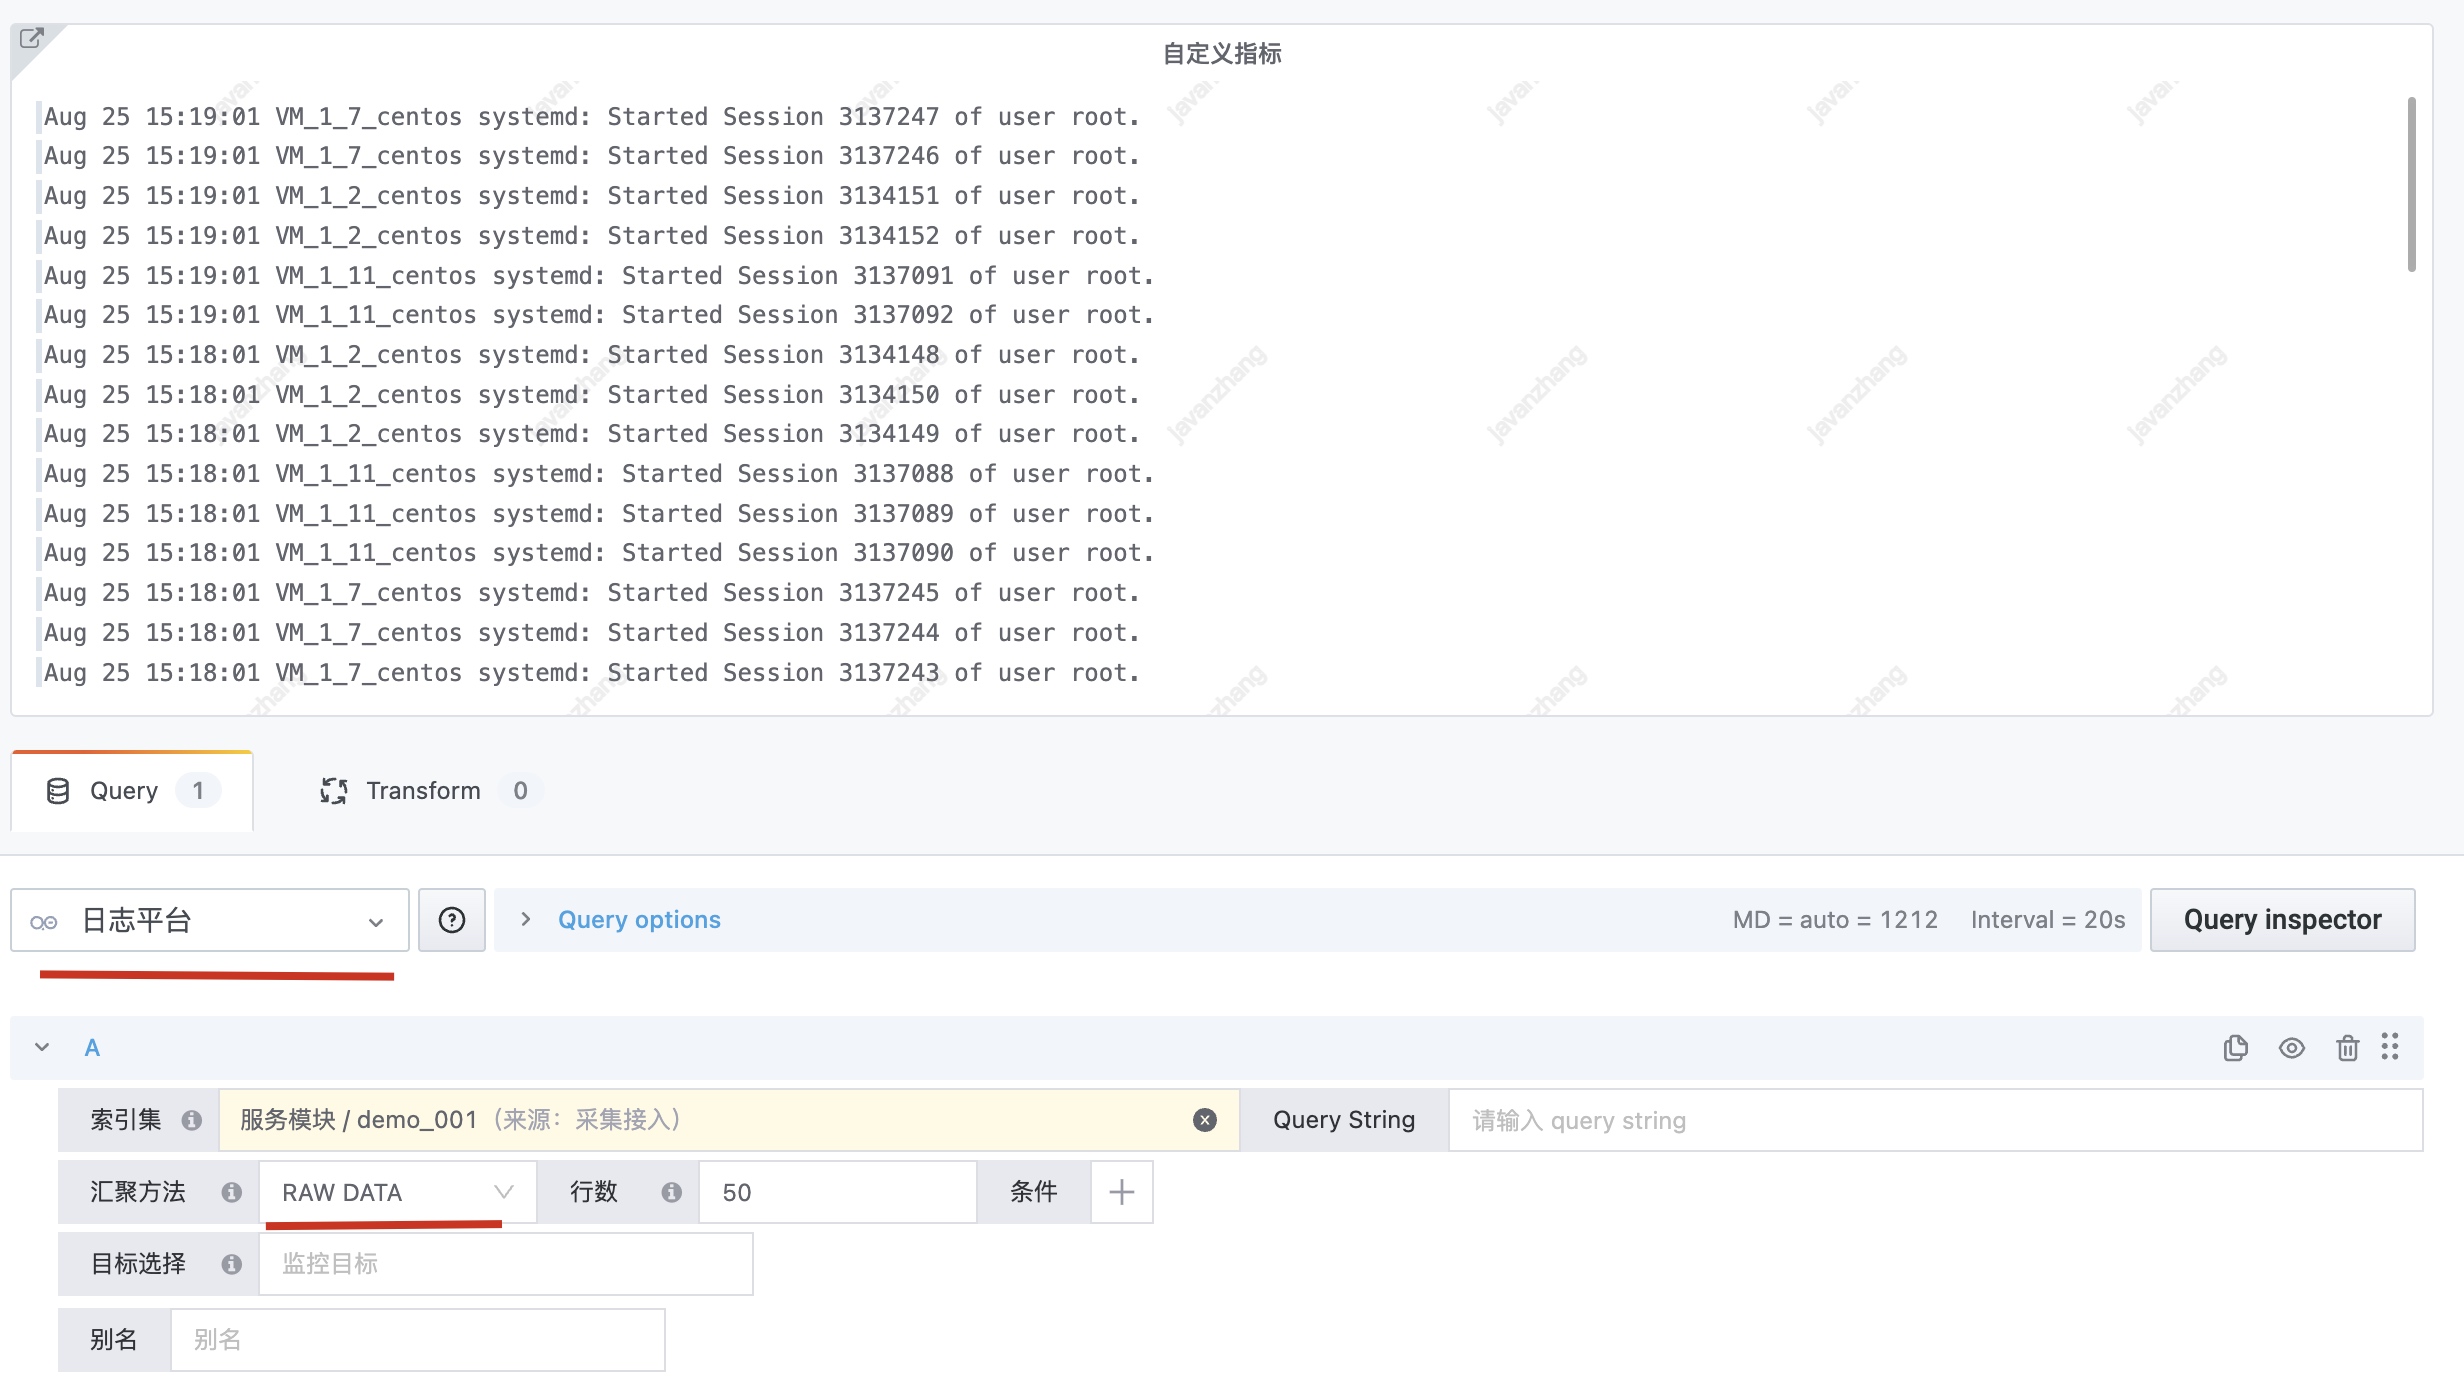 自定义指标
Aug 25 15:19:01 VM_1_7_centos systemd: Started Session 3137247 of user root.
Aug 25 15:19:01 VM_1_7_centos systemd: Started Session 3137246 of user root.
Aug 25 15:19:01 VM_1_2_centos systemd: Started Session 3134151 of user root.
Aug 25 15:19:01 VM_1_2_centos systemd: Started Session 3134152 of user root.
Aug 25 15:19:01 VM_1_11_centos systemd: Started Session 3137091 of user root.
Aug 25 15:19:01 VM_1_11_centos systemd: Started Session 3137092 of user root.
Aug 25 15:18:01 VM_1_2_centos systemd: Started Session 3134148 of user root.
Aug 25 15:18:01 VM_1_2_centos systemd: Started Session 3134150 of user root.
Aug 25 15:18:01 VM_1_2_centos systemd: Started Session 3134149 of user root.
Aug 25 15:18:01 VM_1_11_centos systemd: Started Session 3137088 of user root.
Aug 25 15:18:01 VM_1_11_centos systemd: Started Session 3137089 of user root.
Aug 25 15:18:01 VM_1_11_centos systemd: Started Session 3137090 of user root.
Aug 25 15:18:01 VM_1_7_centos systemd: Started Session 3137245 of user root.
Aug 25 15:18:01 VM_1_7_centos systemd: Started Session 3137244 of user root.
Aug 25 15:18:01 VM_1_7_centos systemd: Started Session 3137243 of user root.
javanzhang javanzhang javanzhang javanzhang javanzhang javanzhang javanzhang
Query 1 Transform 0
日志平台 Query options MD = auto = 1212 Interval = 20s Query inspector
A
索引集 服务模块 / demo_001（来源：采集接入） Query String 请输入 query string
汇聚方法 RAW DATA 行数 50 条件
目标选择 监控目标
别名 别名